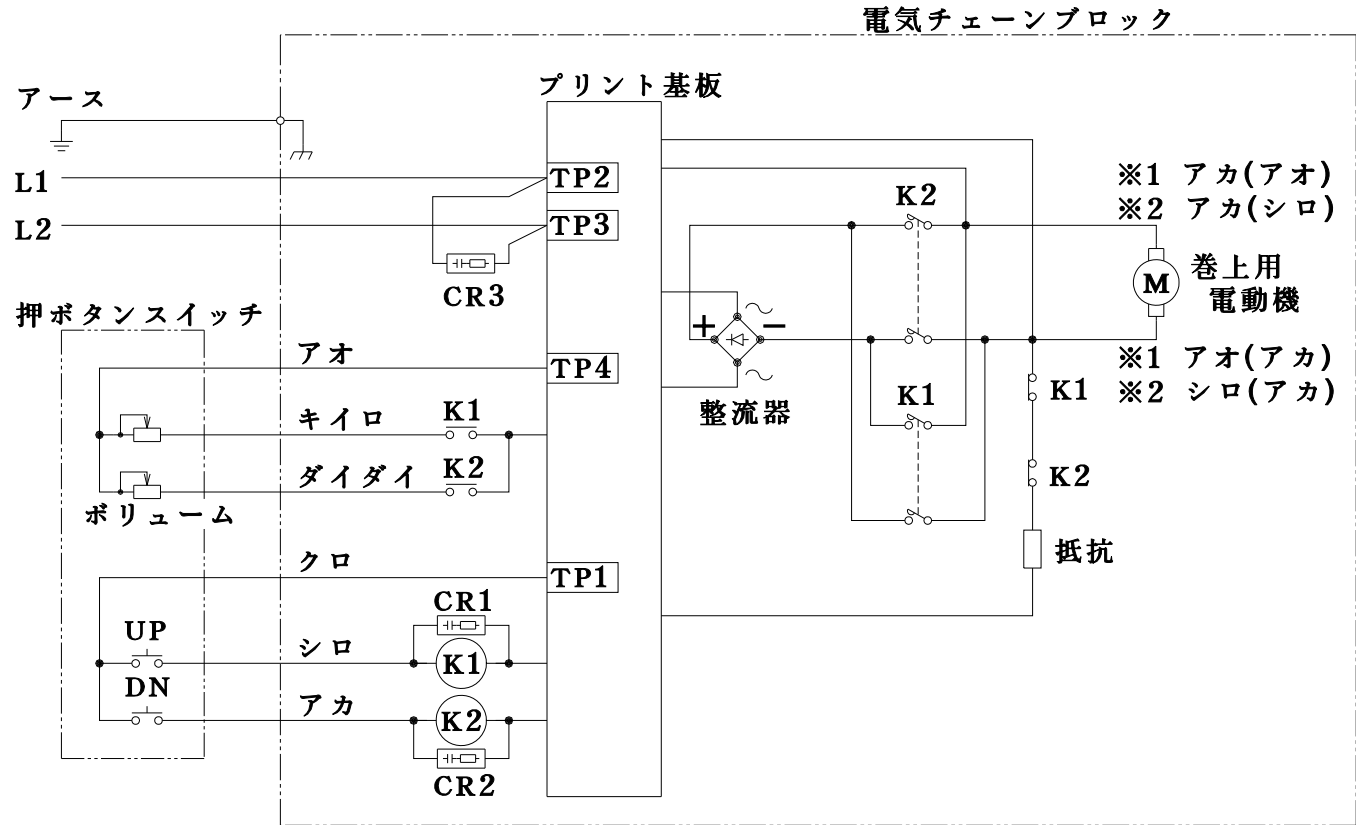 電気チェーンブロック
プリント基板
アース
L1
L2
TP2
TP3
CR3
K2
※1 アカ(アオ)
※2 アカ(シロ)
M
巻上用
電動機
※1 アオ(アカ)
※2 シロ(アカ)
+
−
整流器
K1
K1
K2
抵抗
押ボタンスイッチ
アオ
TP4
キイロ
K1
ダイダイ
K2
ボリューム
クロ
TP1
UP
シロ
CR1
K1
DN
アカ
K2
CR2